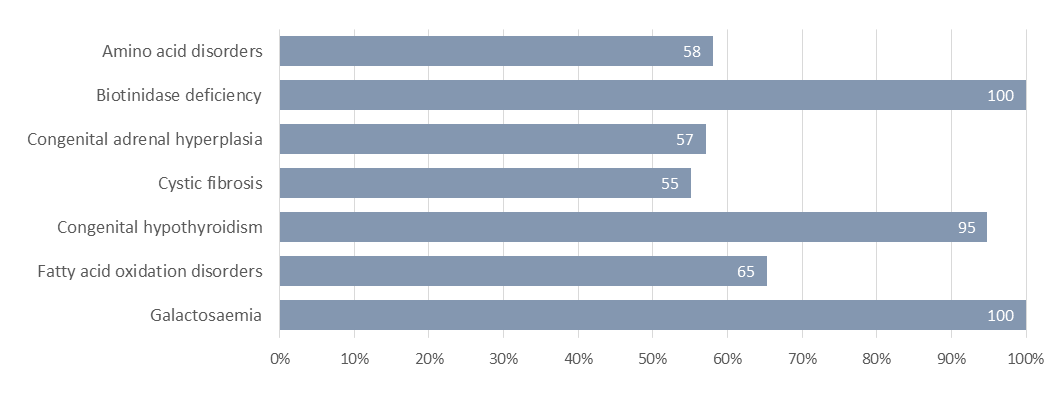 Amino acid disorders
58
Biotinidase deficiency
100
Congenital adrenal hyperplasia
57
Cystic fibrosis
55
Congenital hypothyroidism
95
Fatty acid oxidation disorders
65
Galactosaemia
100
0% 10% 20% 30% 40% 50% 60% 70% 80% 90% 100%